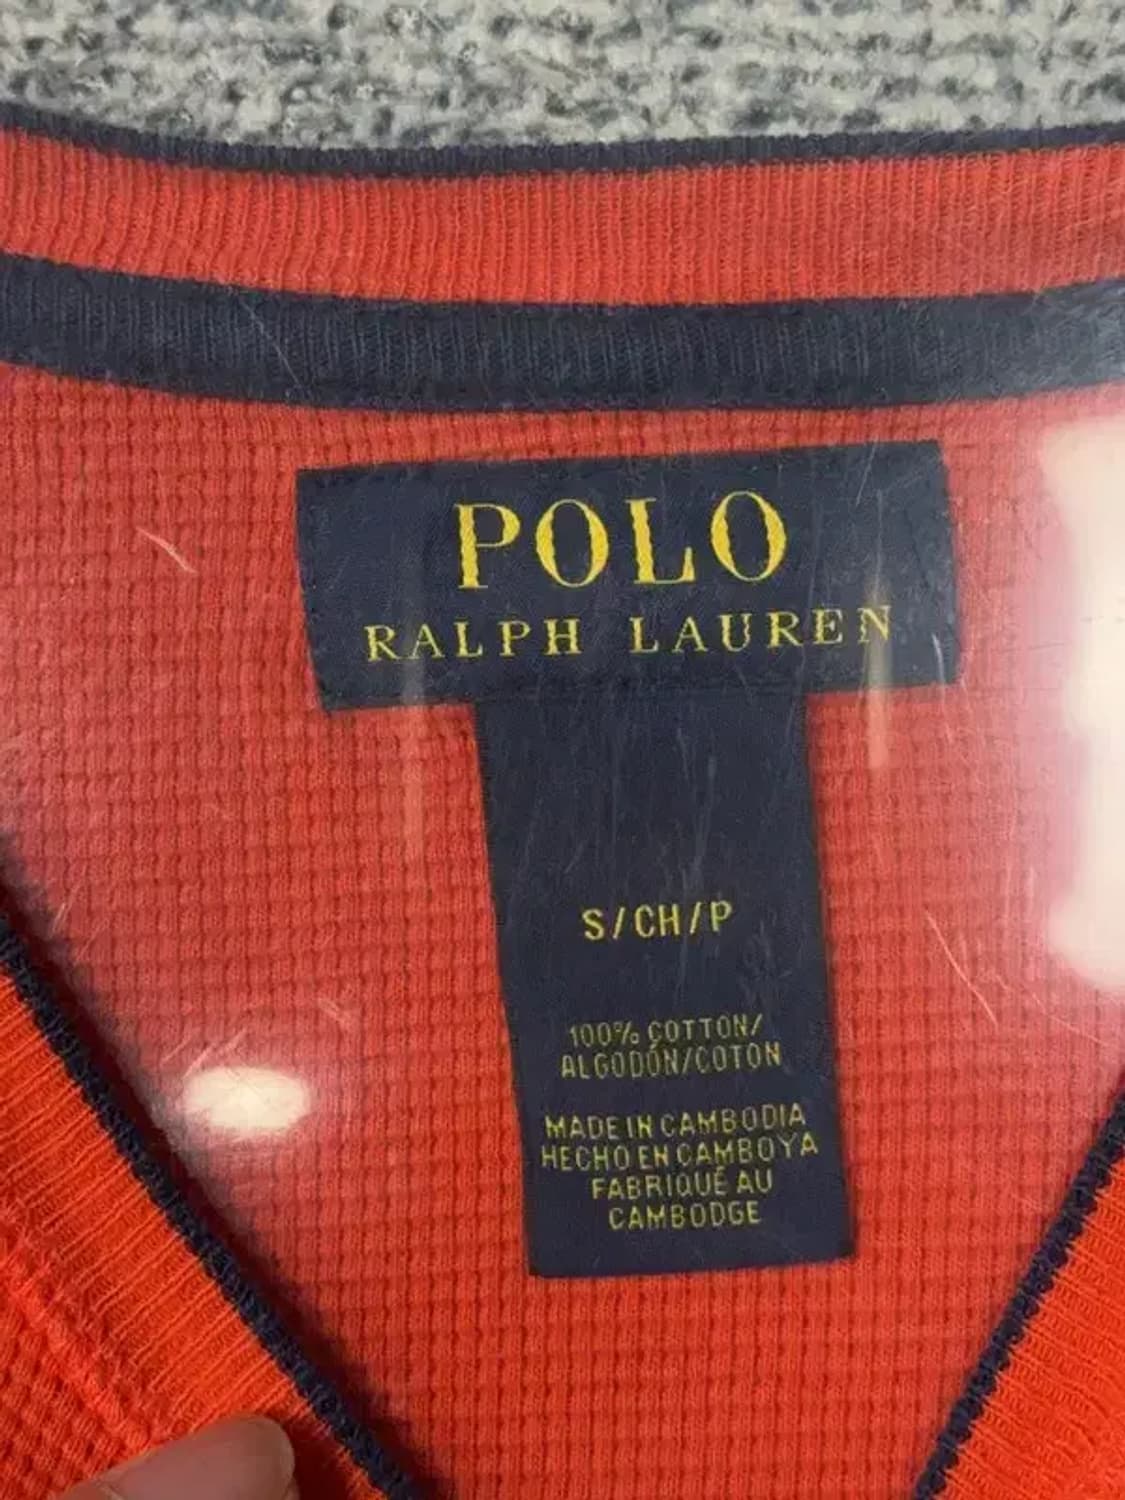 POLO
RALPH LAUREN
S/CH/P
100% COTTON/
ALGODÓN/COTON
MADE IN CAMBODIA
HECHO EN CAMBOYA
FABRIQUÉ AU
CAMBODGE